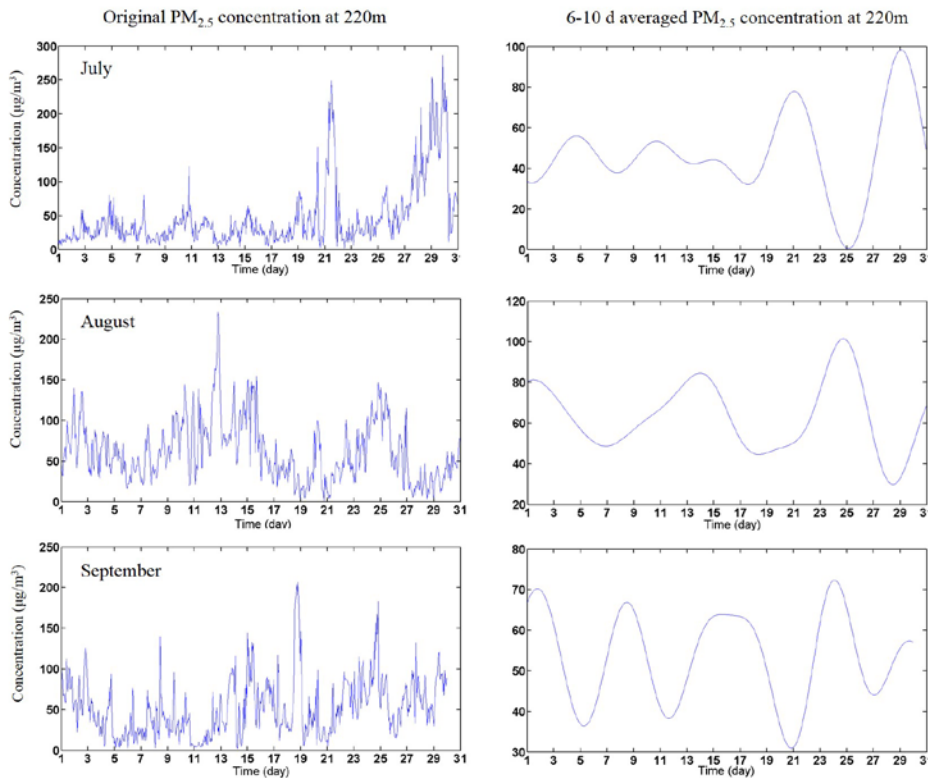 Original PM2.5 concentration at 220m
6-10 d averaged PM2.5 concentration at 220m
July
Concentration (μg/m³)
300
250
200
150
100
50
0
1 3 5 7 9 11 13 15 17 19 21 23 25 27 29 31
Time (day)
100
80
60
40
20
0
1 3 5 7 9 11 13 15 17 19 21 23 25 27 29 31
Time (day)
August
Concentration (μg/m³)
250
200
150
100
50
0
1 3 5 7 9 11 13 15 17 19 21 23 25 27 29 31
Time (day)
120
100
80
60
40
20
1 3 5 7 9 11 13 15 17 19 21 23 25 27 29 31
Time (day)
September
Concentration (μg/m³)
250
200
150
100
50
0
1 3 5 7 9 11 13 15 17 19 21 23 25 27 29 31
Time (day)
80
70
60
50
40
30
1 3 5 7 9 11 13 15 17 19 21 23 25 27 29 31
Time (day)